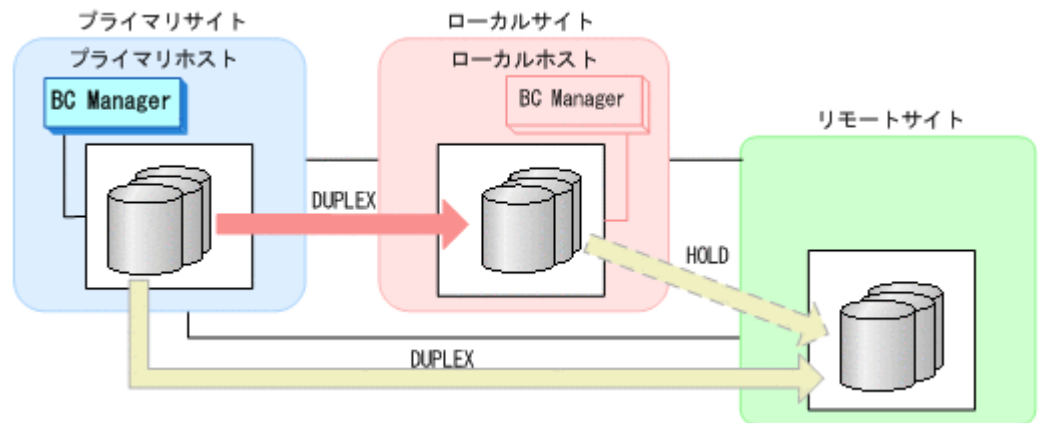 プライマリサイト
ローカルサイト
プライマリホスト
ローカルホスト
BC Manager
BC Manager
リモートサイト
DUPLEX
HOLD
DUPLEX